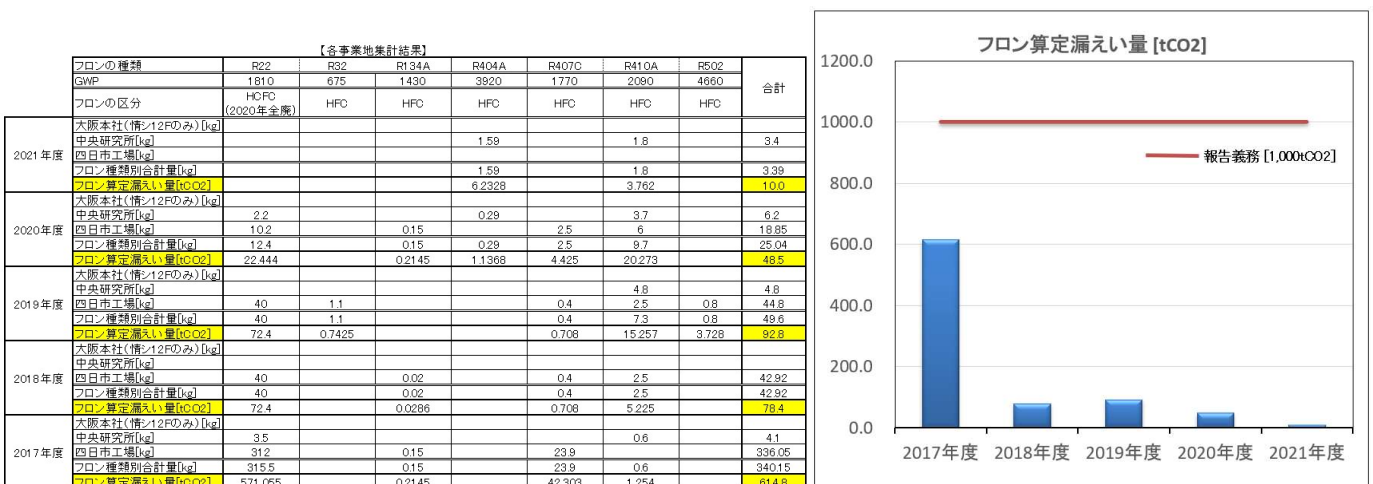 【各事業地集計結果】
フロンの種類 R22 R32 R134A R404A R407C R410A R502 合計
GWP 1810 675 1430 3920 1770 2090 4660
フロンの区分 HCFC (2020年全廃) HFC HFC HFC HFC HFC HFC
2021年度
大阪本社(情シ12Fのみ)[kg]
中央研究所[kg] 1.59 1.8 3.4
四日市工場[kg]
フロン種類別合計量[kg] 1.59 1.8 3.39
フロン算定漏えい量[tCO2] 6.2328 3.762 10.0
2020年度
大阪本社(情シ12Fのみ)[kg]
中央研究所[kg] 2.2 0.29 3.7 6.2
四日市工場[kg] 10.2 0.15 2.5 6 18.85
フロン種類別合計量[kg] 12.4 0.15 0.29 2.5 9.7 25.04
フロン算定漏えい量[tCO2] 22.444 0.2145 1.1368 4.425 20.273 48.5
2019年度
大阪本社(情シ12Fのみ)[kg]
中央研究所[kg] 4.8 4.8
四日市工場[kg] 40 1.1 0.4 2.5 0.8 44.8
フロン種類別合計量[kg] 40 1.1 0.4 7.3 0.8 49.6
フロン算定漏えい量[tCO2] 72.4 0.7425 0.708 15.257 3.728 92.8
2018年度
大阪本社(情シ12Fのみ)[kg]
中央研究所[kg]
四日市工場[kg] 40 0.02 0.4 2.5 42.92
フロン種類別合計量[kg] 40 0.02 0.4 2.5 42.92
フロン算定漏えい量[tCO2] 72.4 0.0286 0.708 5.225 78.4
2017年度
大阪本社(情シ12Fのみ)[kg]
中央研究所[kg] 3.5 0.6 4.1
四日市工場[kg] 312 0.15 23.9 336.05
フロン種類別合計量[kg] 315.5 0.15 23.9 0.6 340.15
フロン算定漏えい量[tCO2] 571.055 0.2145 42.303 1.254 614.8
フロン算定漏えい量 [tCO2]
1200.0
1000.0
報告義務 [1,000tCO2]
800.0
600.0
400.0
200.0
0.0
2017年度 2018年度 2019年度 2020年度 2021年度